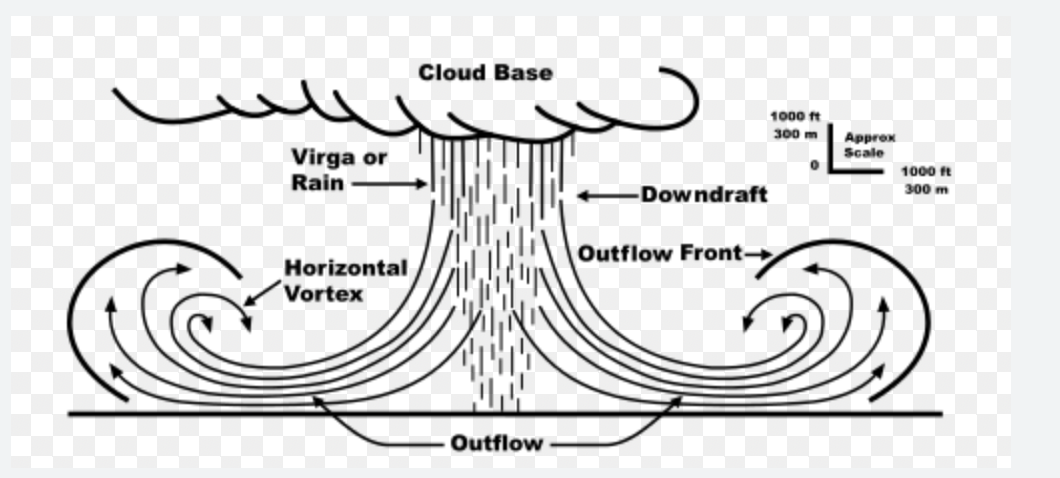 Cloud Base
1000 ft
300 m
Approx
Scale
0
1000 ft
300 m
Virga or
Rain
Downdraft
Outflow Front
Horizontal
Vortex
Outflow